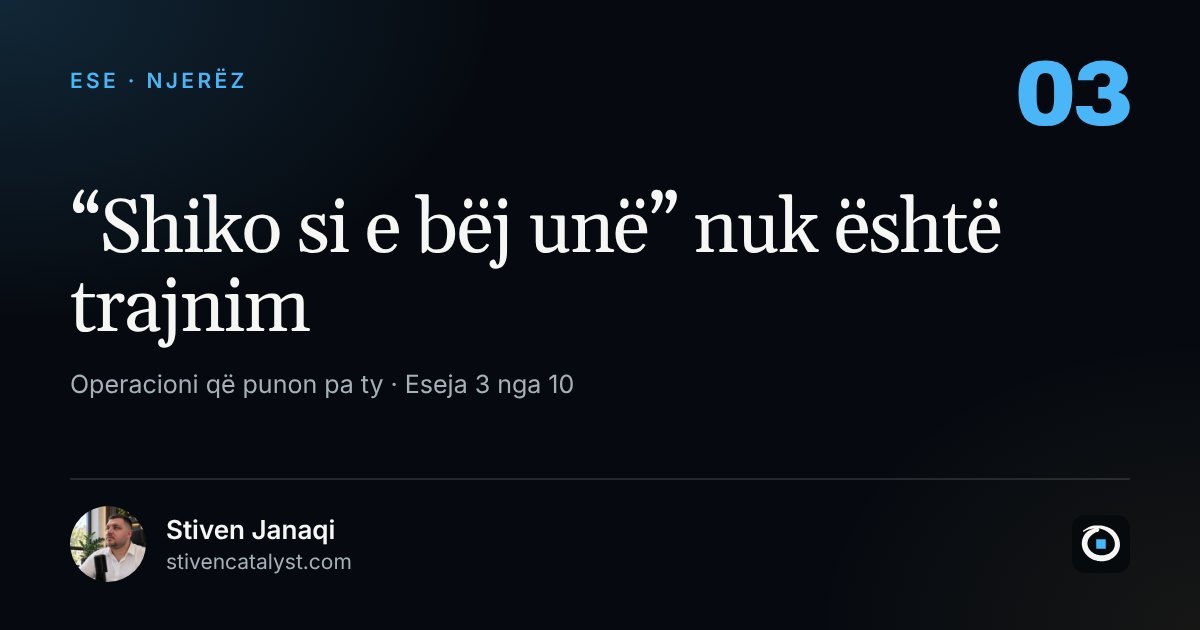 ESE · NJERËZ
03
“Shiko si e bëj unë” nuk është
trajnim
Operacioni që punon pa ty · Eseja 3 nga 10
Stiven Janaqi
stivencatalyst.com